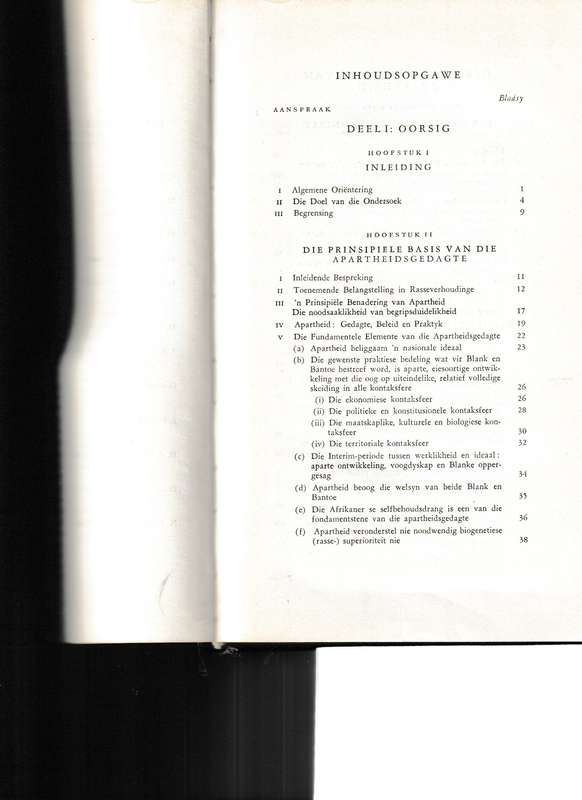 INHOUDSOPGAWE
Bladsy
AANSPRAAK
DEEL I: OORSIG
HOOFSTUK I
INLEIDING
I Algemene Oriëntering 1
II Die Doel van die Ondersoek 4
III Begrensing 9
HOOFSTUK II
DIE PRINSIPIËLE BASIS VAN DIE
APARTHEIDSGEDAGTE
I Inleidende Bespreking 11
II Toenemende Belangstelling in Rasseverhoudinge 12
III 'n Prinsipiële Benadering van Apartheid
Die noodsaaklikheid van begripsduidelikheid 17
IV Apartheid: Gedagte, Beleid en Praktyk 19
V Die Fundamentele Elemente van die Apartheidsgedagte 22
(a) Apartheid beliggaam 'n nasionale ideaal 23
(b) Die gewenste praktiese bedeling wat vir Blank en
Bantoe bestreef word, is aparte, eiesoortige ontwik-
keling met die oog op uiteindelike, relatief volledige
skeiding in alle kontaksfere 26
(i) Die ekonomiese kontaksfeer 26
(ii) Die politieke en konstitusionele kontaksfeer 28
(iii) Die maatskaplike, kulturele en biologiese kon-
taksfeer 30
(iv) Die territoriale kontaksfeer 32
(c) Die Interim-periode tussen werklikheid en ideaal:
aparte ontwikkeling, voogdyskap en Blanke opper-
gesag 34
(d) Apartheid beoog die welsyn van beide Blank en
Bantoe 35
(e) Die Afrikaner se selfbehoudsdrang is een van die
fondamentstene van die apartheidsgedagte 36
(f) Apartheid veronderstel nie noodwendig biogenetiese
(rasse-) superioriteit nie 38